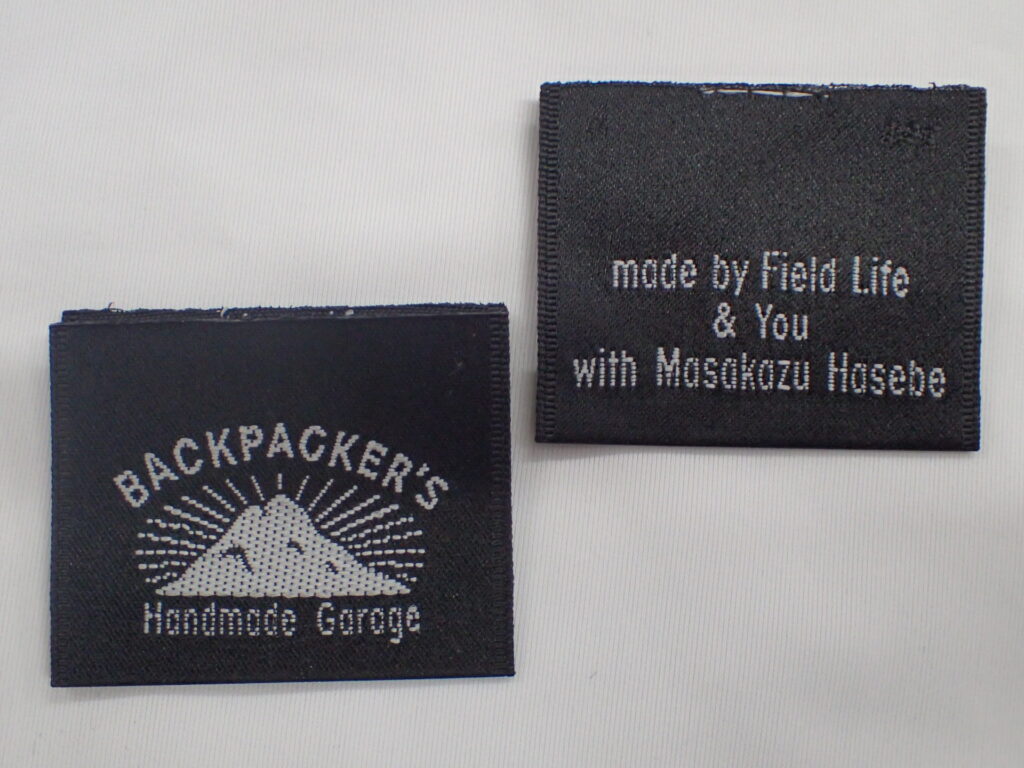 BACKPACKER'S
Handmade Garage
made by Field Life
& You
with Masakazu Hasebe